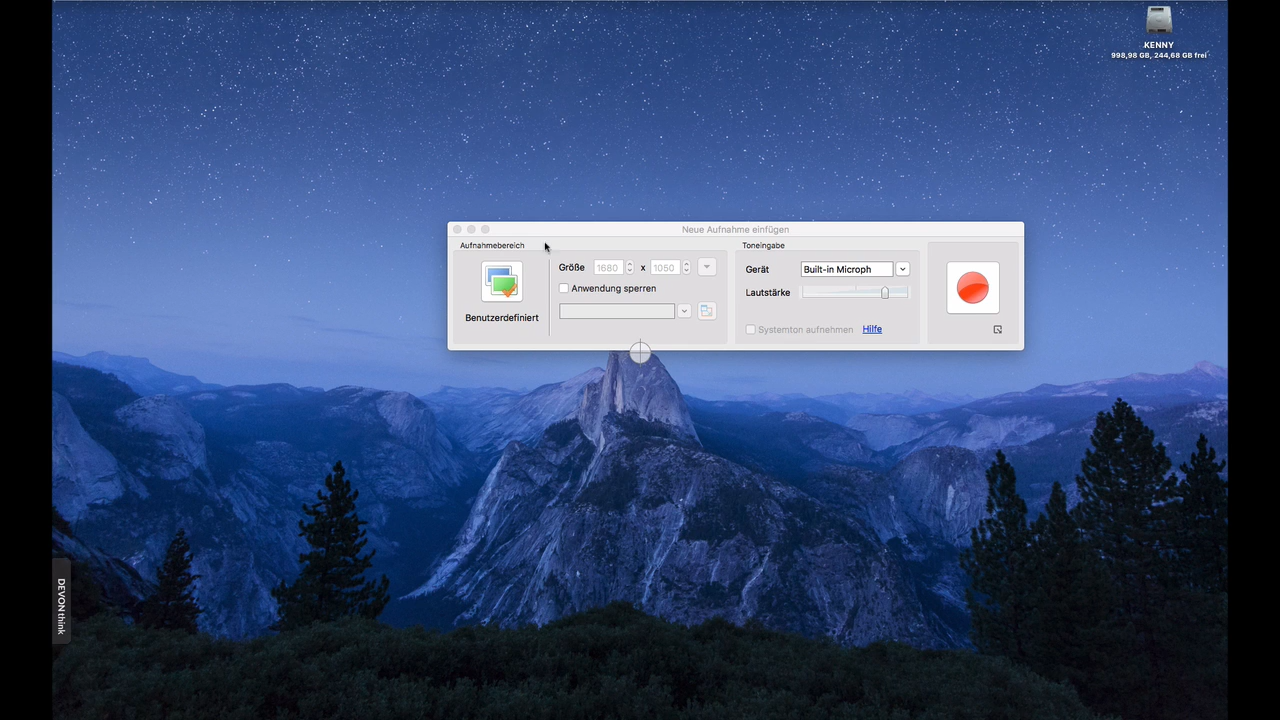 KENNY
998,98 GB, 244,68 GB frei
Neue Aufnahme einfügen
Aufnahmebereich
Benutzerdefiniert
Größe 1680 x 1050
Anwendung sperren
Toneingabe
Gerät Built-in Microph
Lautstärke
Systemton aufnehmen Hilfe
DEVONthink